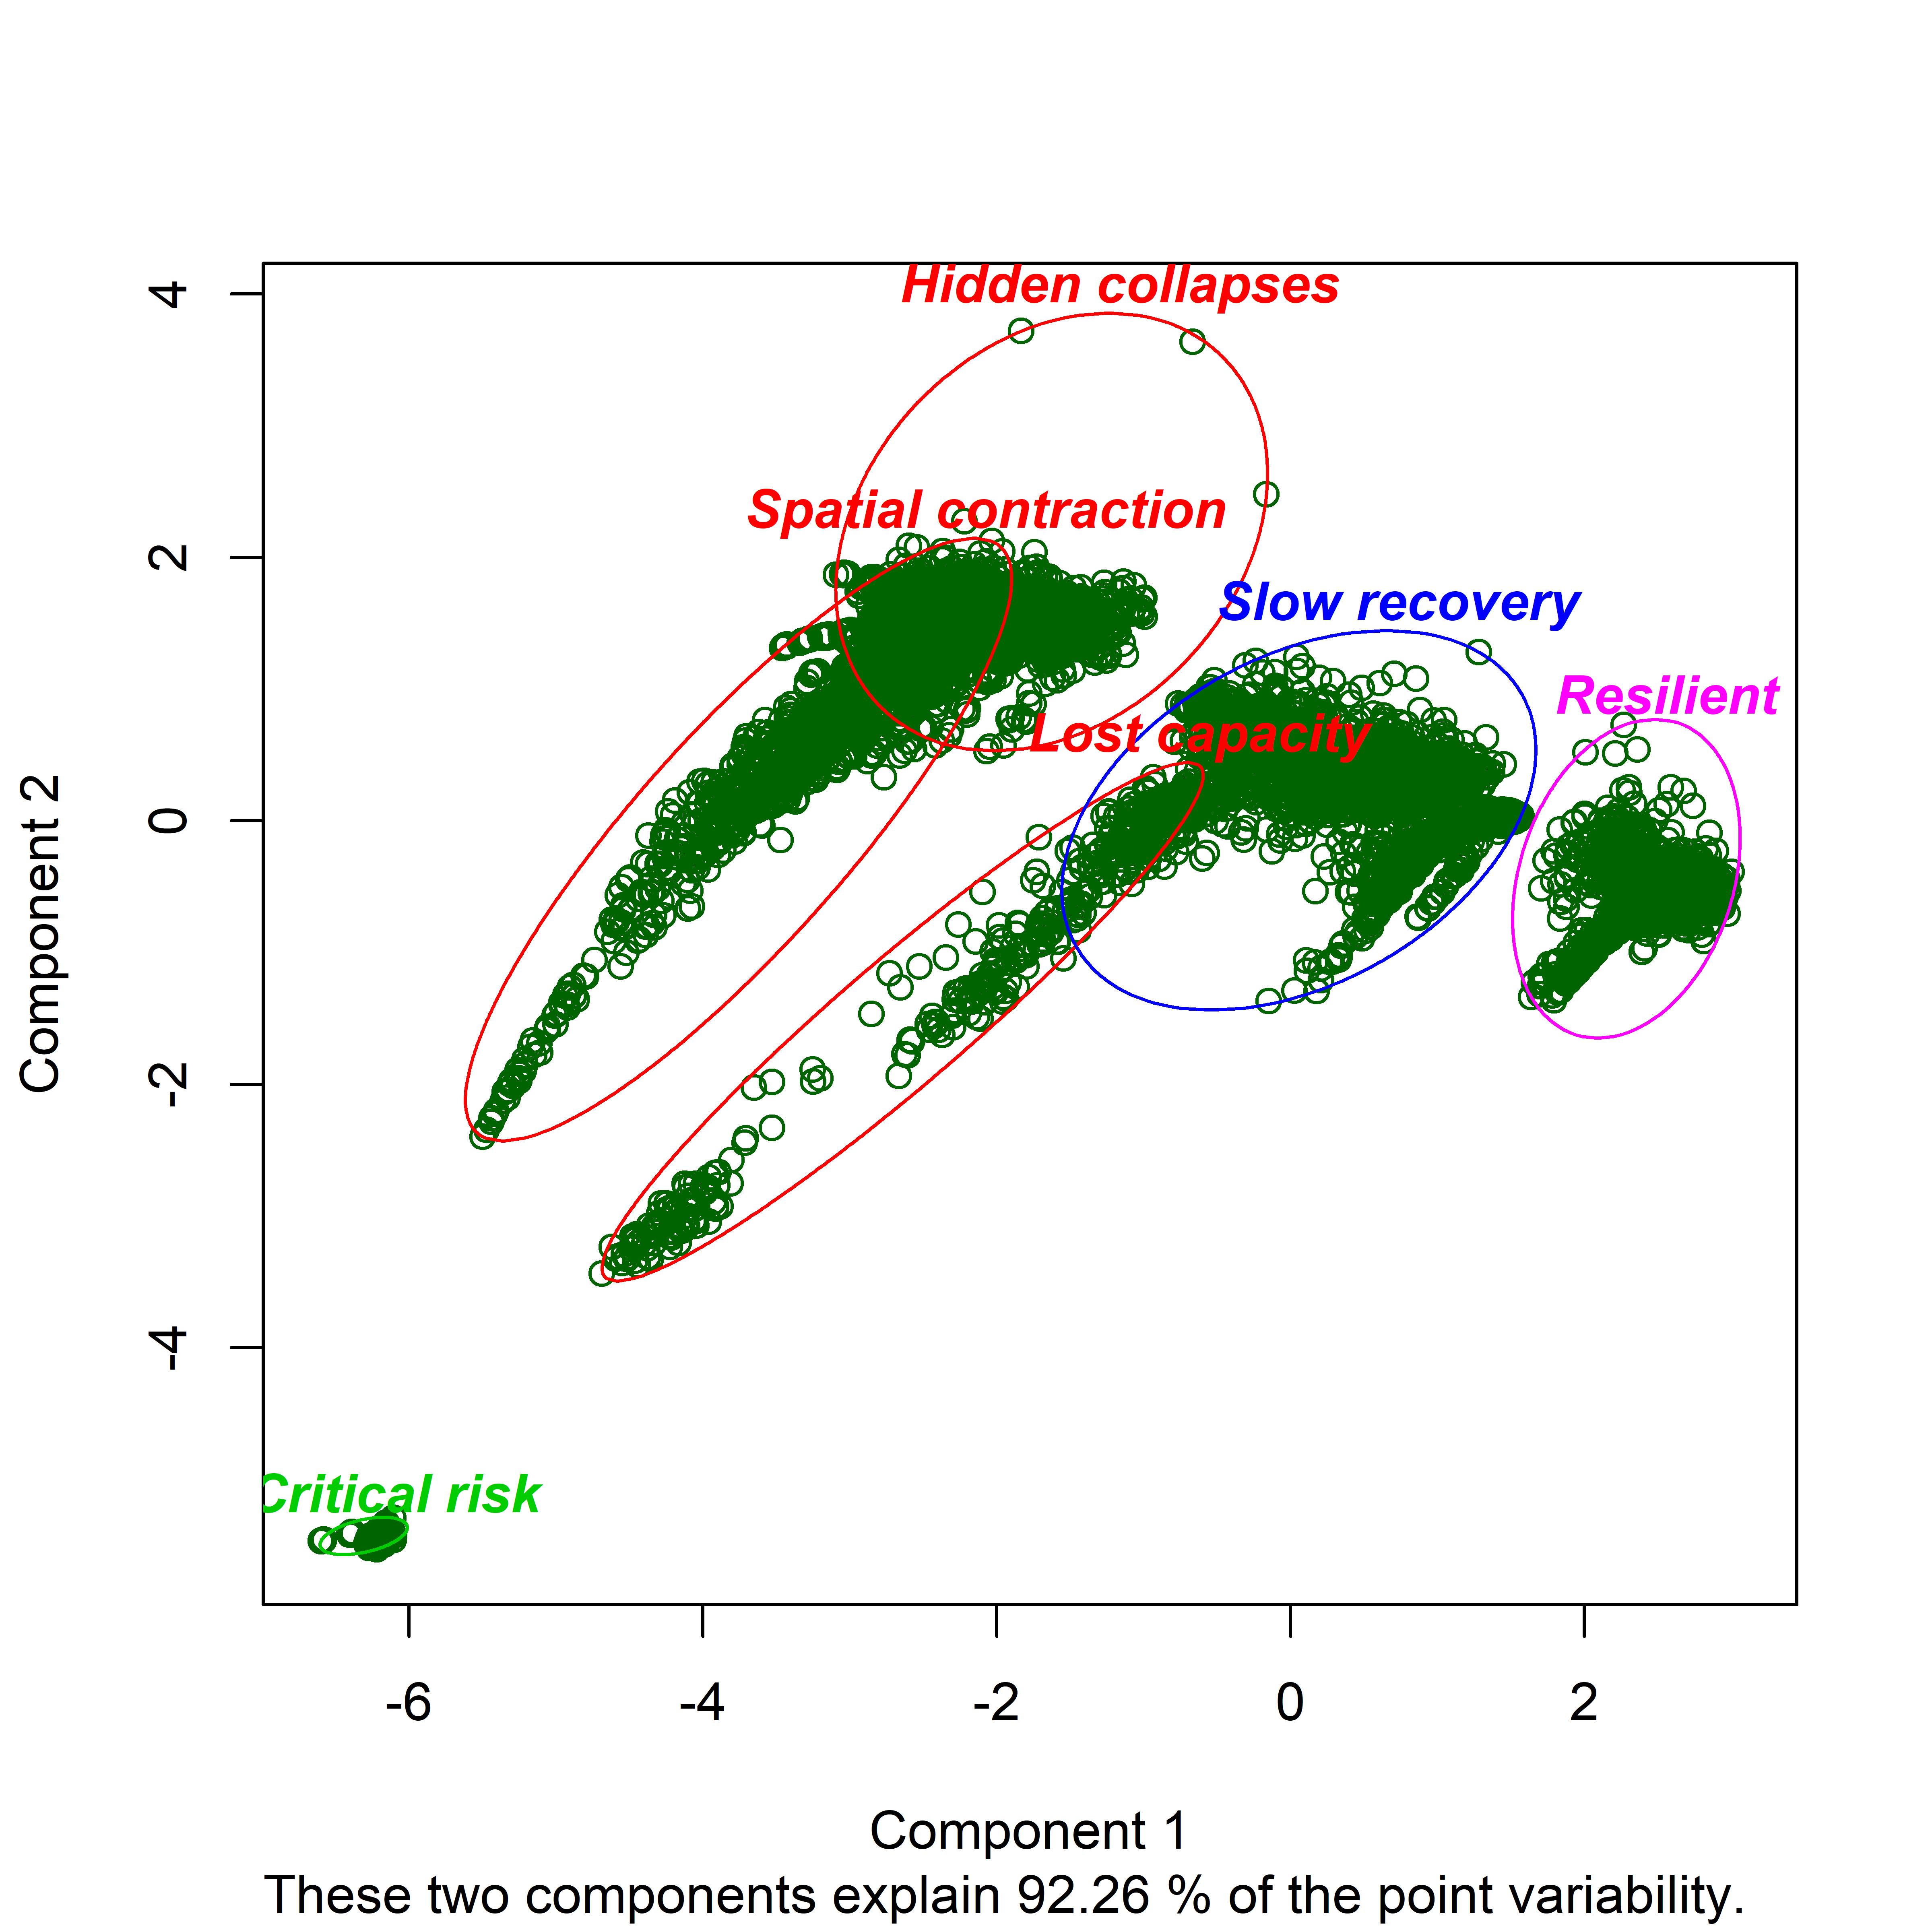 Hidden collapses
Spatial contraction
Slow recovery
Resilient
Lost capacity
Critical risk
4
2
0
-2
-4
Component 2
-6
-4
-2
0
2
Component 1
These two components explain 92.26 % of the point variability.